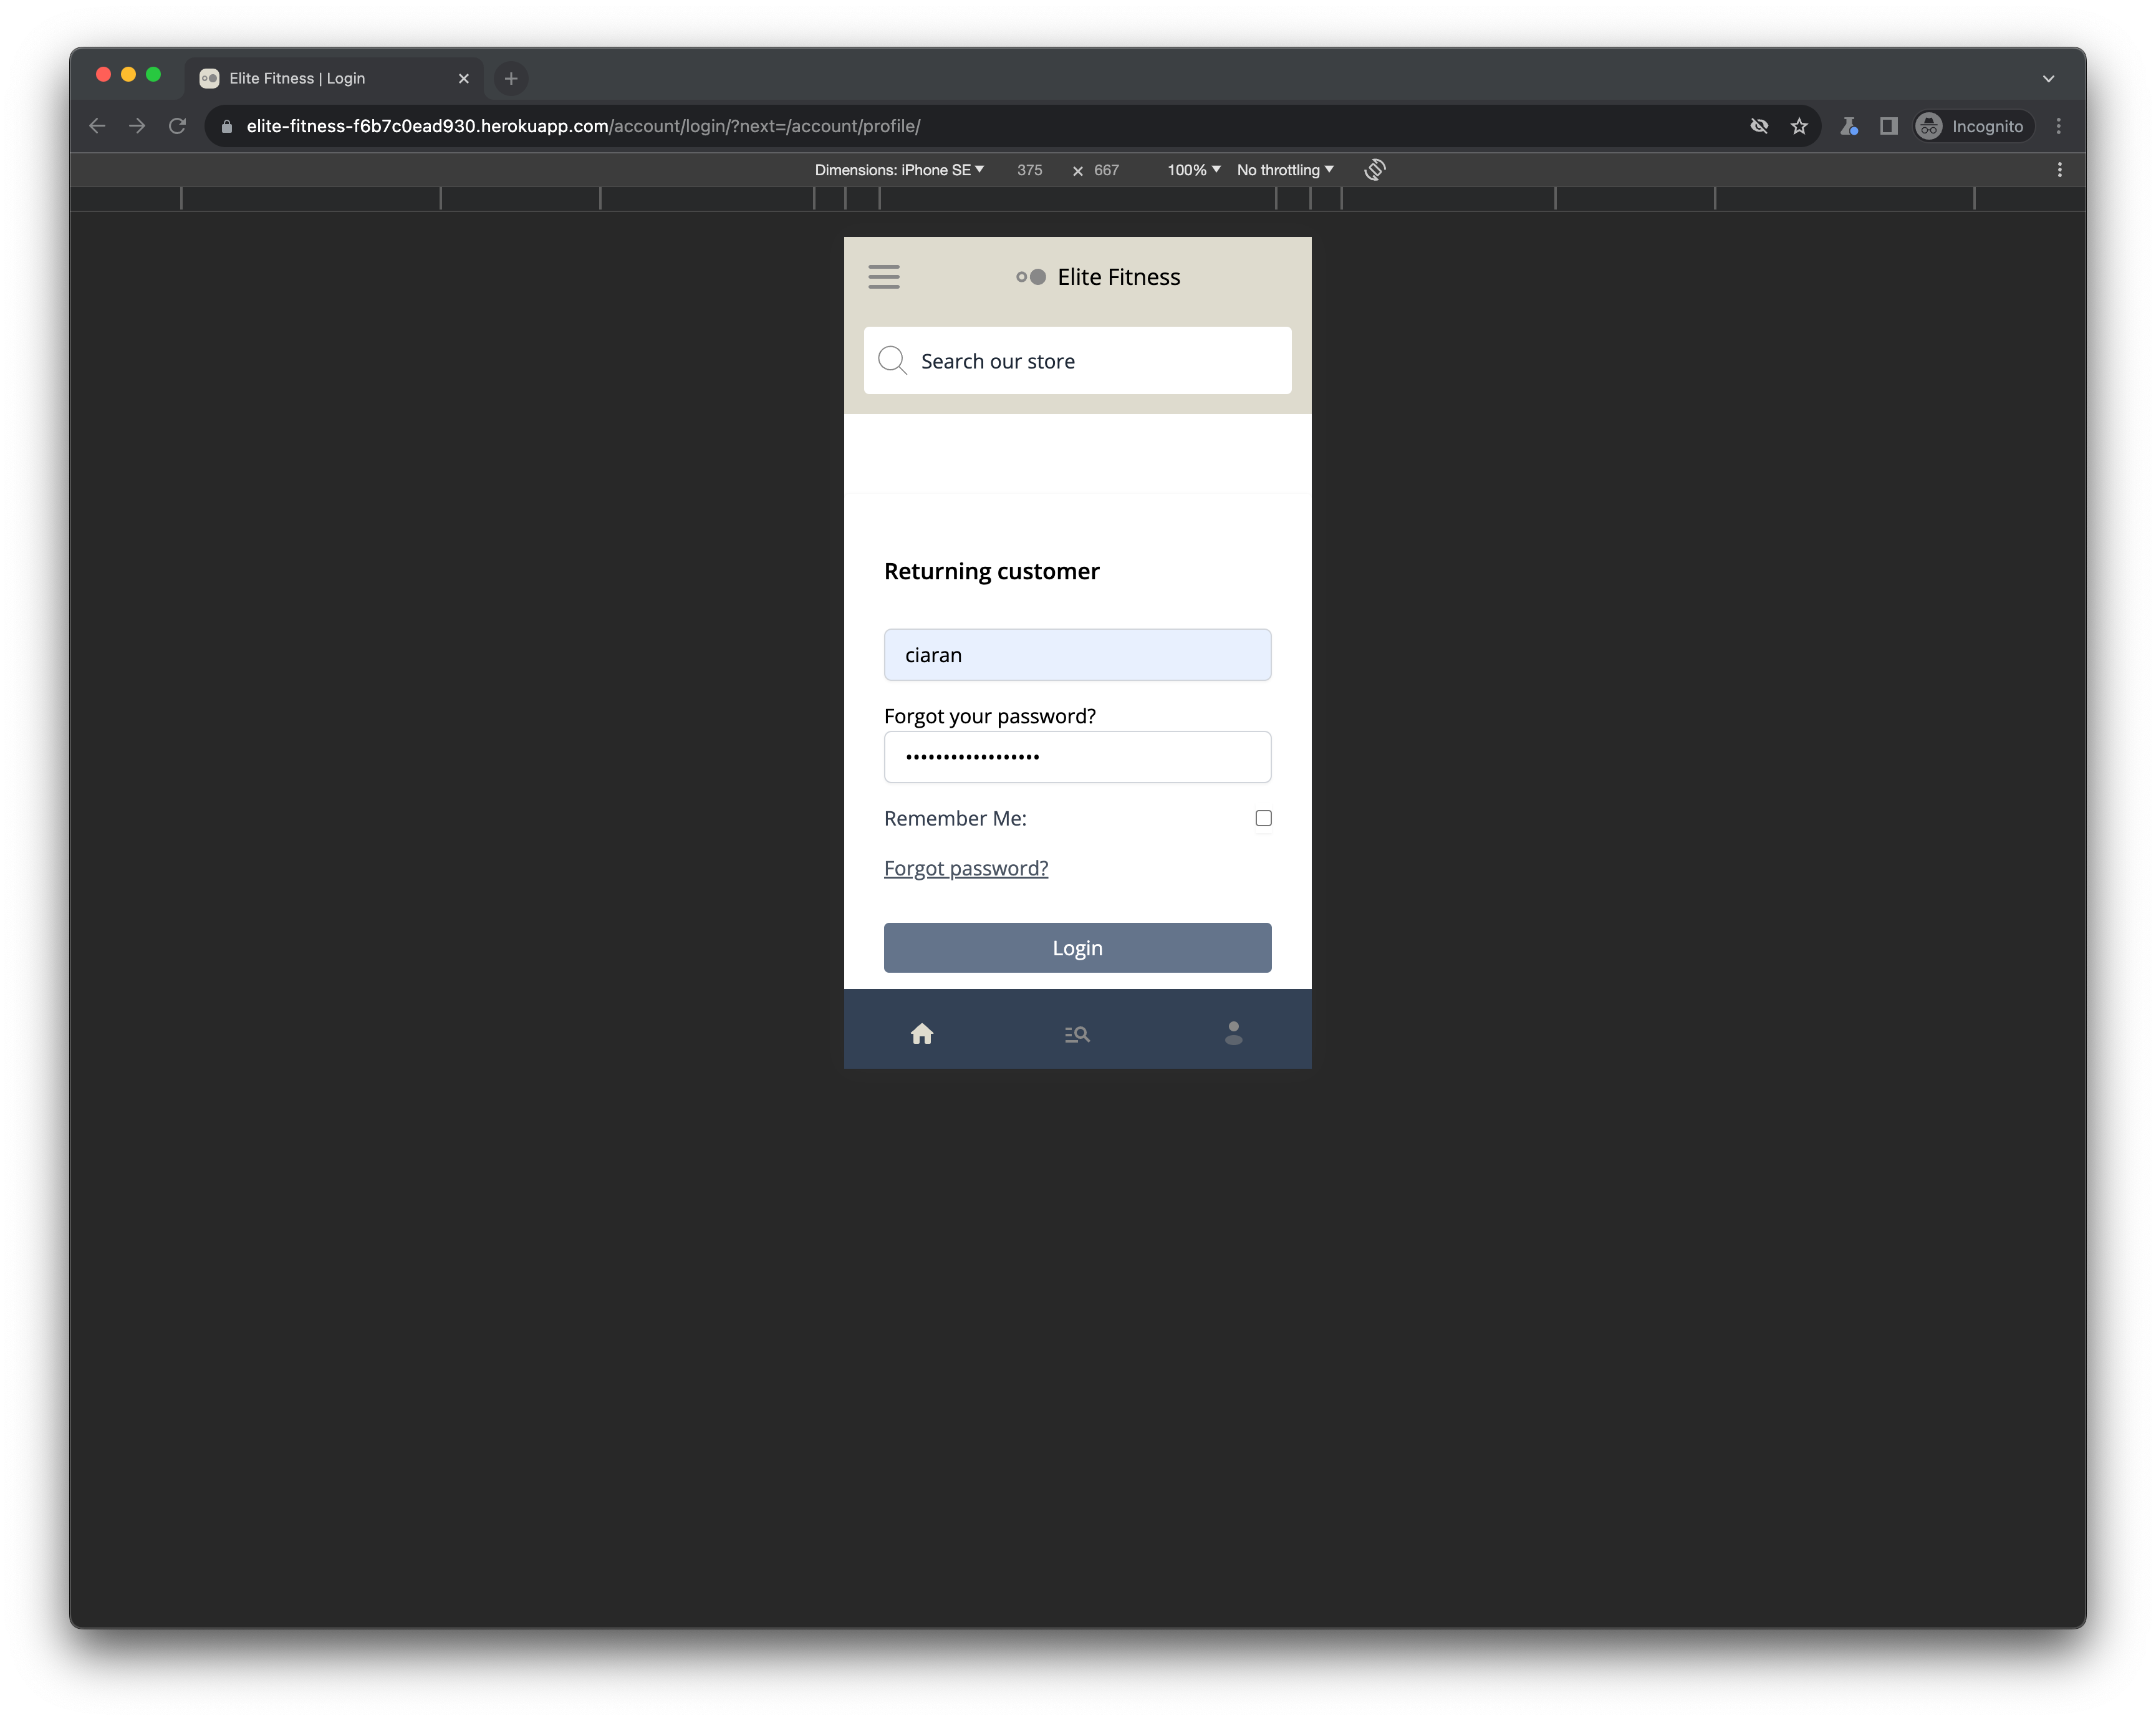 Elite Fitness | Login
elite-fitness-f6b7c0ead930.herokuapp.com/account/login/?next=/account/profile/
Incognito
Dimensions: iPhone SE 375 × 667 100% No throttling
Elite Fitness
Search our store
Returning customer
ciaran
Forgot your password?
••••••••••••••••••
Remember Me:
Forgot password?
Login